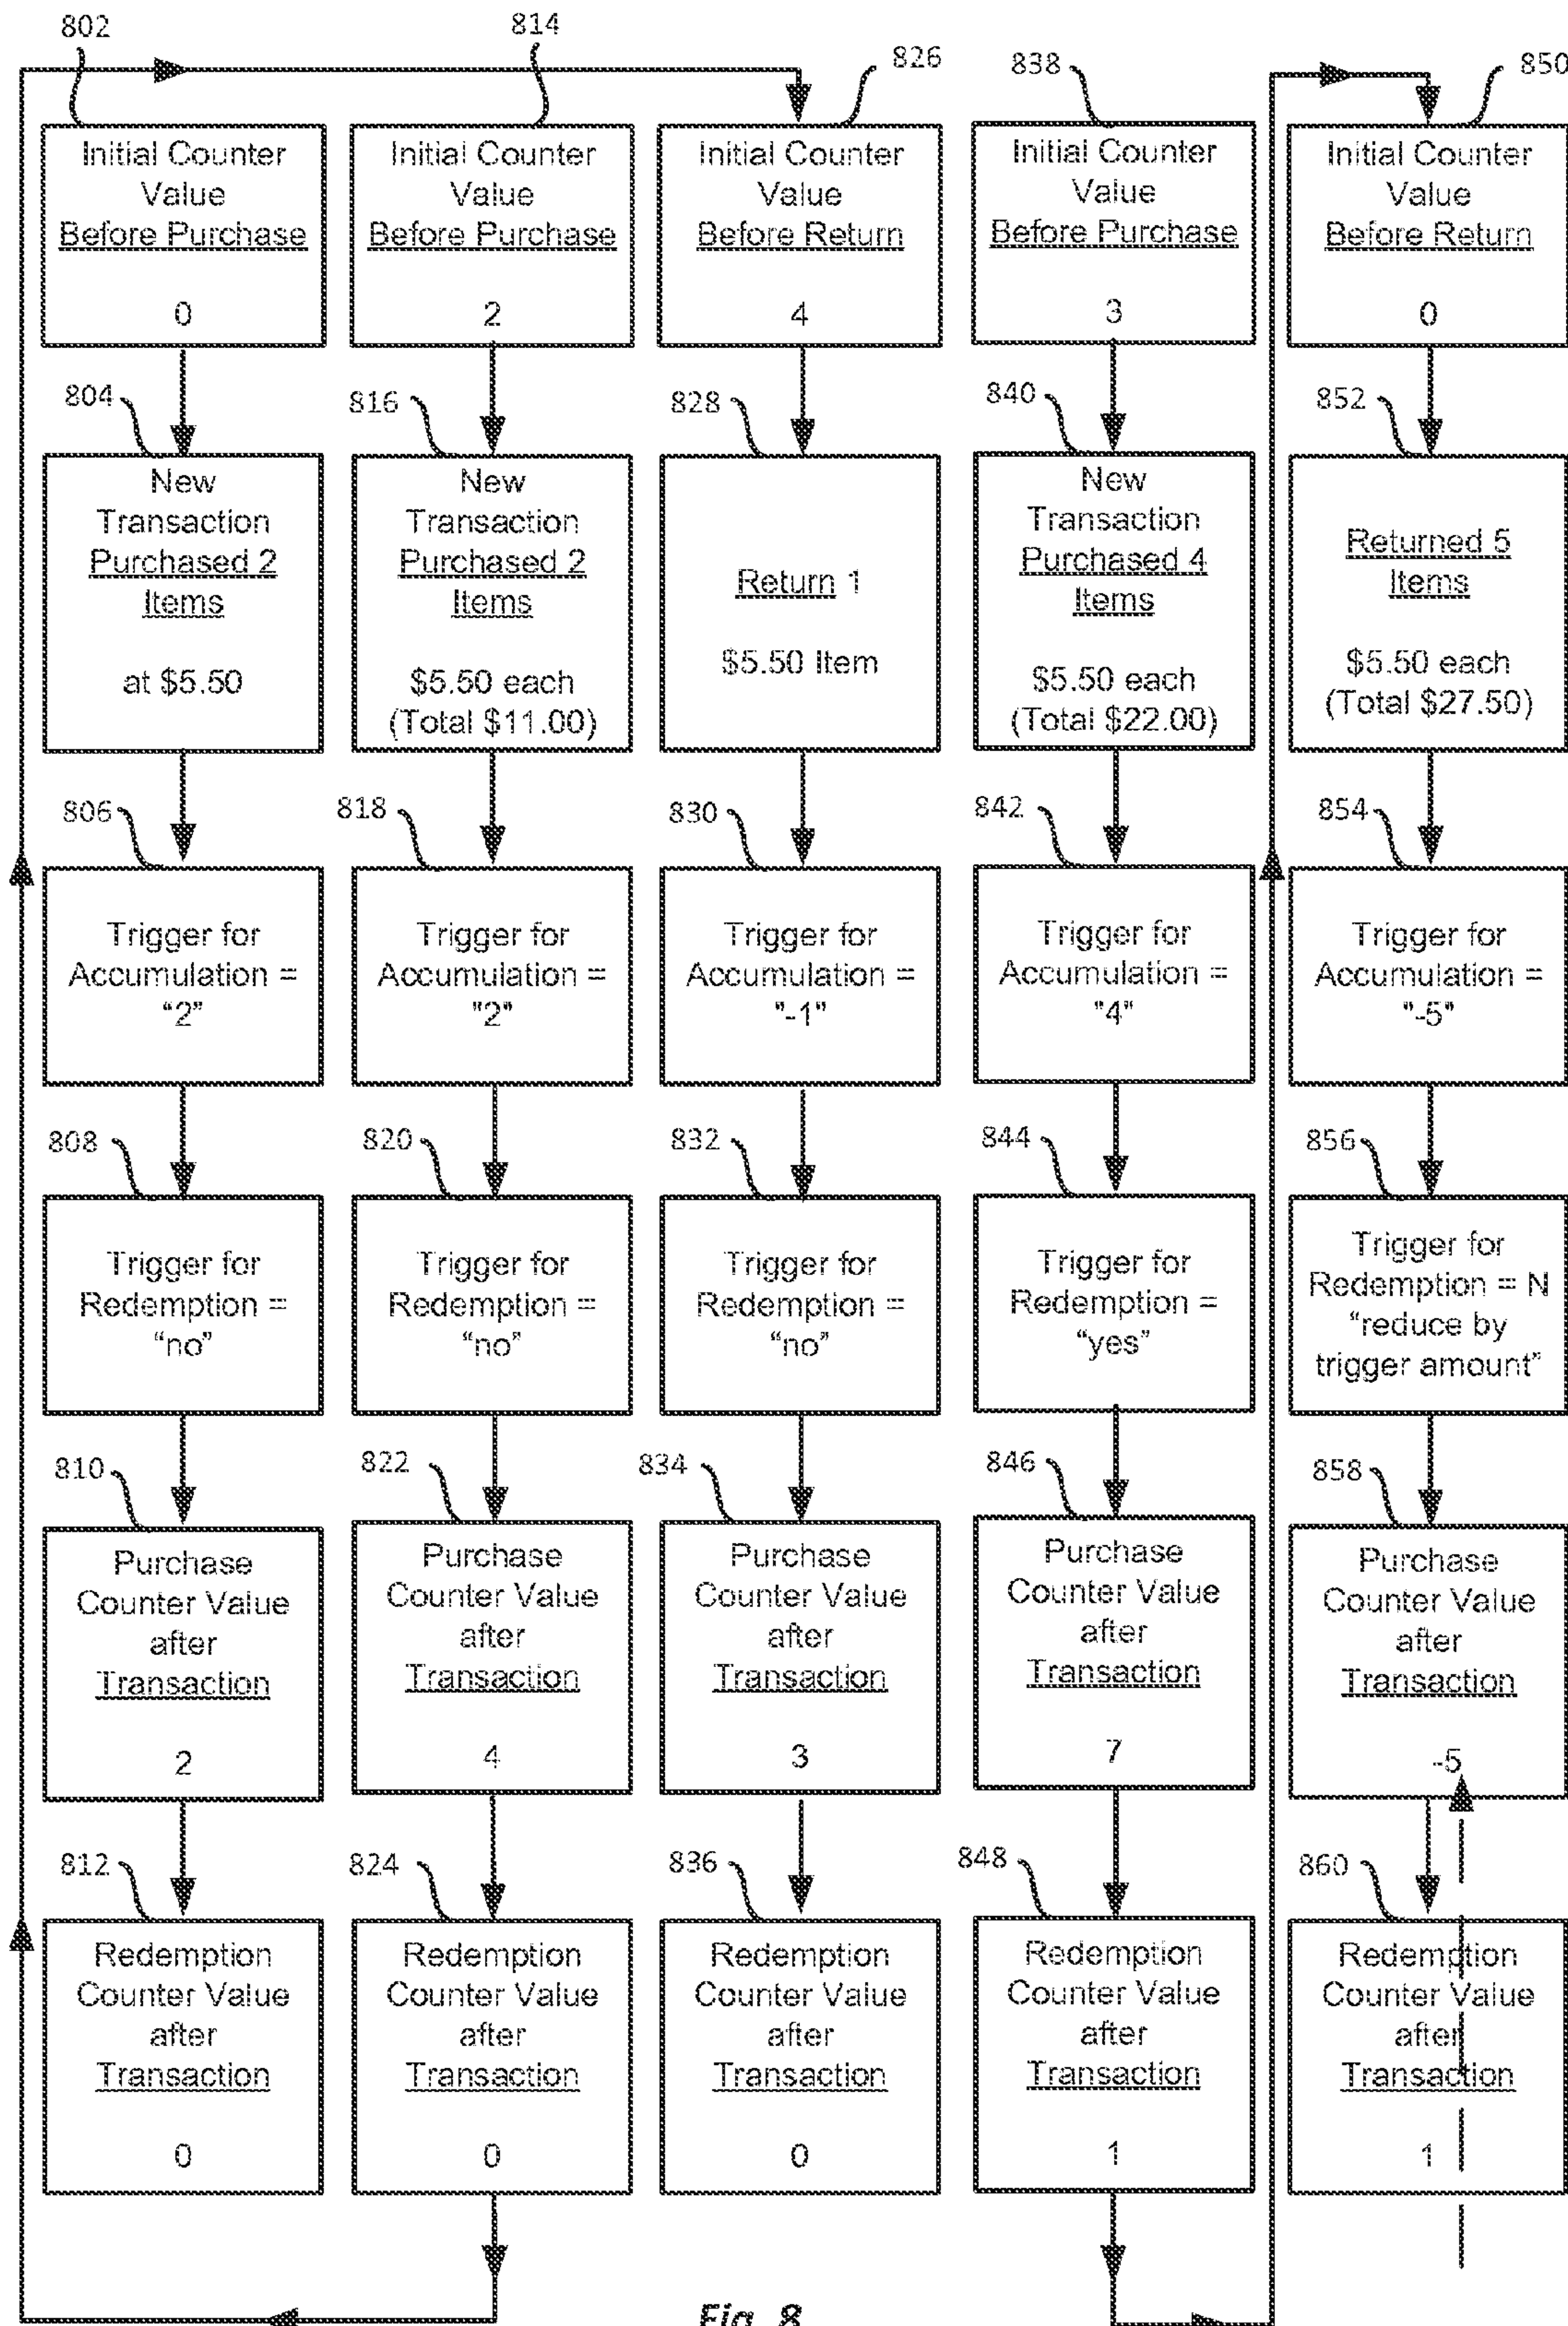 802
Initial Counter
Value
Before Purchase
0
804
New
Transaction
Purchased 2
Items
at $5.50
806
Trigger for
Accumulation =
“2”
808
Trigger for
Redemption =
“no”
810
Purchase
Counter Value
after
Transaction
2
812
Redemption
Counter Value
after
Transaction
0
814
Initial Counter
Value
Before Purchase
2
816
New
Transaction
Purchased 2
Items
$5.50 each
(Total $11.00)
818
Trigger for
Accumulation =
"2"
820
Trigger for
Redemption =
“no”
822
Purchase
Counter Value
after
Transaction
4
824
Redemption
Counter Value
after
Transaction
0
826
Initial Counter
Value
Before Return
4
828
Return 1
$5.50 Item
830
Trigger for
Accumulation =
"-1"
832
Trigger for
Redemption =
“no”
834
Purchase
Counter Value
after
Transaction
3
836
Redemption
Counter Value
after
Transaction
0
838
Initial Counter
Value
Before Purchase
3
840
New
Transaction
Purchased 4
Items
$5.50 each
(Total $22.00)
842
Trigger for
Accumulation =
"4"
844
Trigger for
Redemption =
“yes”
846
Purchase
Counter Value
after
Transaction
7
848
Redemption
Counter Value
after
Transaction
1
850
Initial Counter
Value
Before Return
0
852
Returned 5
Items
$5.50 each
(Total $27.50)
854
Trigger for
Accumulation =
"-5"
856
Trigger for
Redemption = N
“reduce by
trigger amount”
858
Purchase
Counter Value
after
Transaction
-5
860
Redemption
Counter Value
after
Transaction
1
Fig. 8